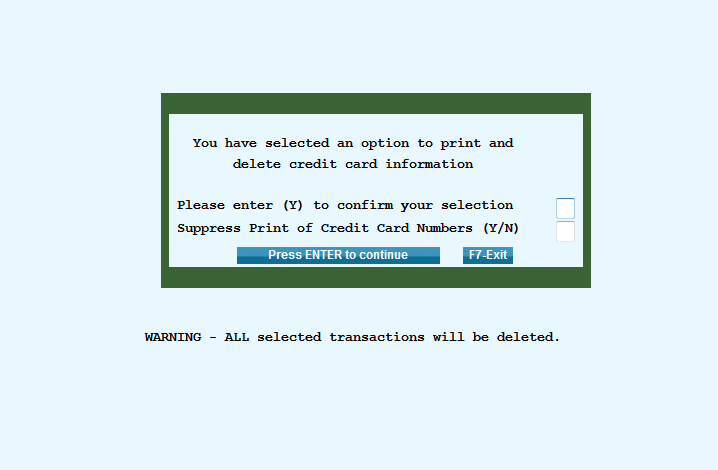 You have selected an option to print and
delete credit card information
Please enter (Y) to confirm your selection
Suppress Print of Credit Card Numbers (Y/N)
Press ENTER to continue F7-Exit
WARNING - ALL selected transactions will be deleted.